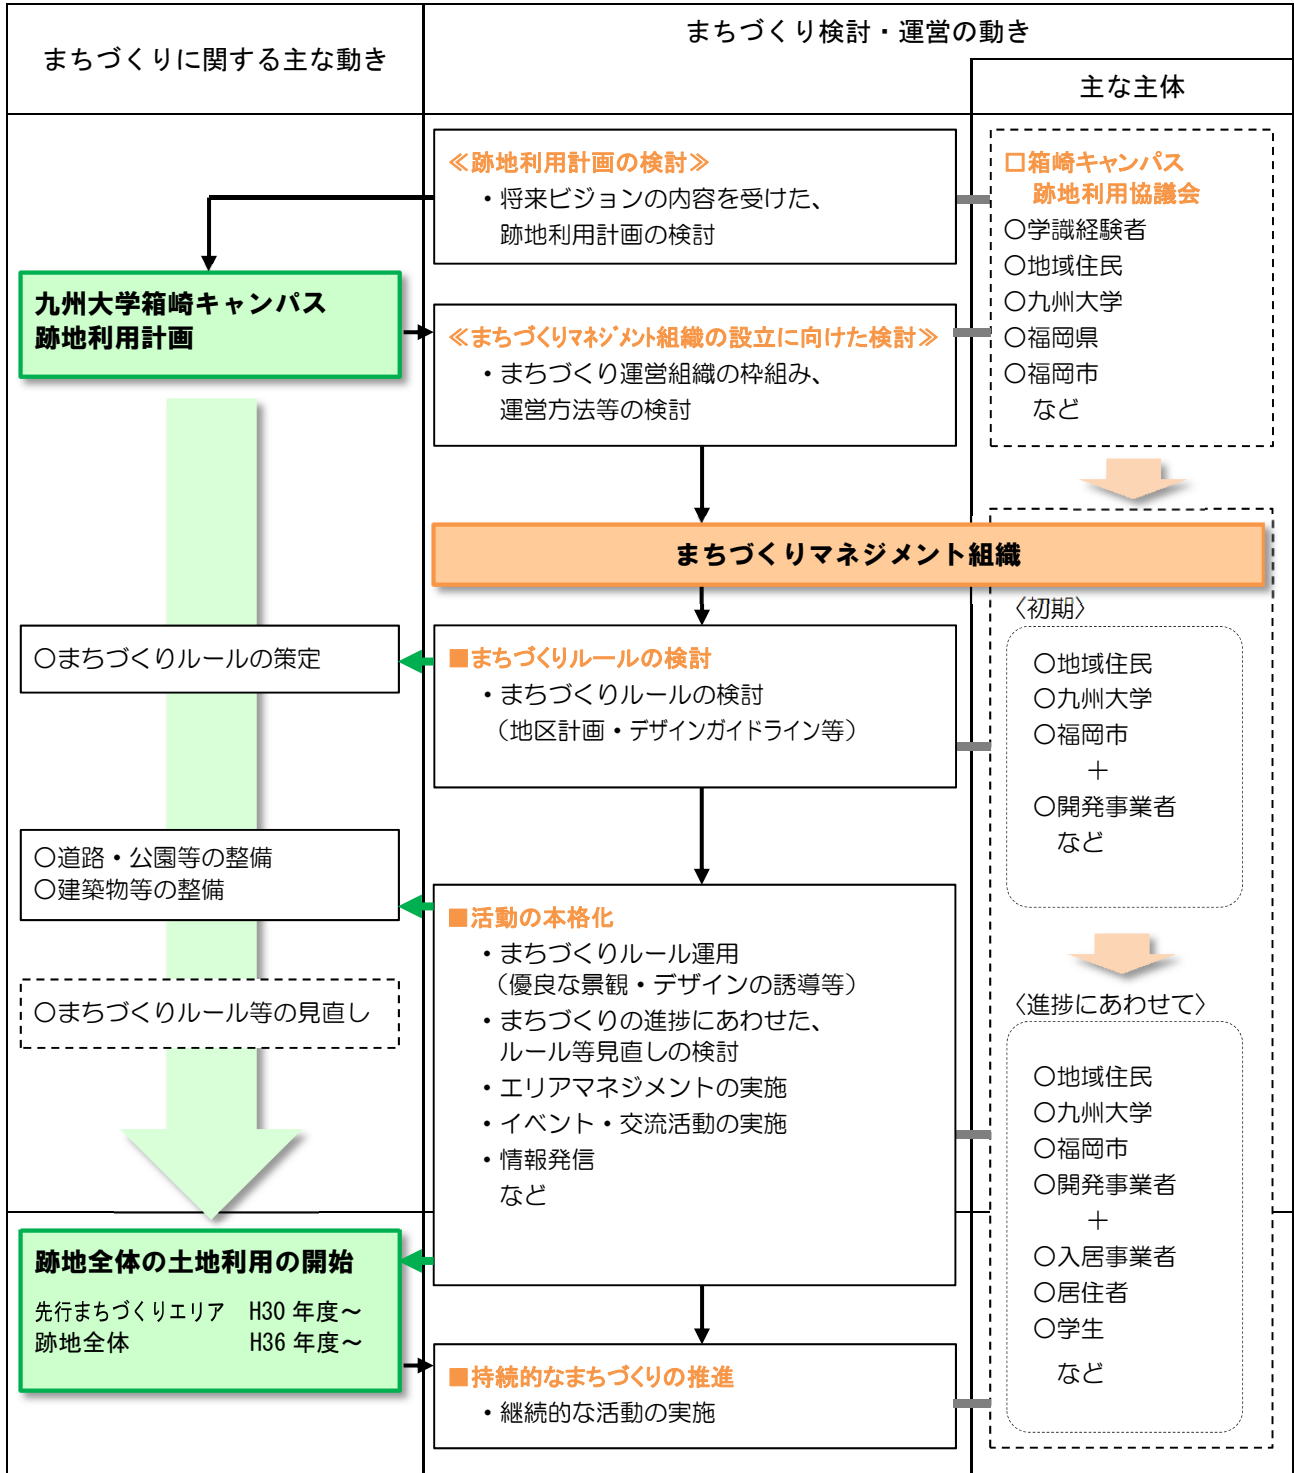 まちづくりに関する主な動き
まちづくり検討・運営の動き
主な主体
≪跡地利用計画の検討≫
・将来ビジョンの内容を受けた、
跡地利用計画の検討
九州大学箱崎キャンパス
跡地利用計画
≪まちづくりマネジメント組織の設立に向けた検討≫
・まちづくり運営組織の枠組み、
運営方法等の検討
□箱崎キャンパス
跡地利用協議会
○学識経験者
○地域住民
○九州大学
○福岡県
○福岡市
など
まちづくりマネジメント組織
○まちづくりルールの策定
■まちづくりルールの検討
・まちづくりルールの検討
（地区計画・デザインガイドライン等）
〈初期〉
○地域住民
○九州大学
○福岡市
＋
○開発事業者
など
○道路・公園等の整備
○建築物等の整備
○まちづくりルール等の見直し
■活動の本格化
・まちづくりルール運用
（優良な景観・デザインの誘導等）
・まちづくりの進捗にあわせた、
ルール等見直しの検討
・エリアマネジメントの実施
・イベント・交流活動の実施
・情報発信
など
〈進捗にあわせて〉
○地域住民
○九州大学
○福岡市
○開発事業者
＋
○入居事業者
○居住者
○学生
など
跡地全体の土地利用の開始
先行まちづくりエリア H30 年度～
跡地全体 H36 年度～
■持続的なまちづくりの推進
・継続的な活動の実施